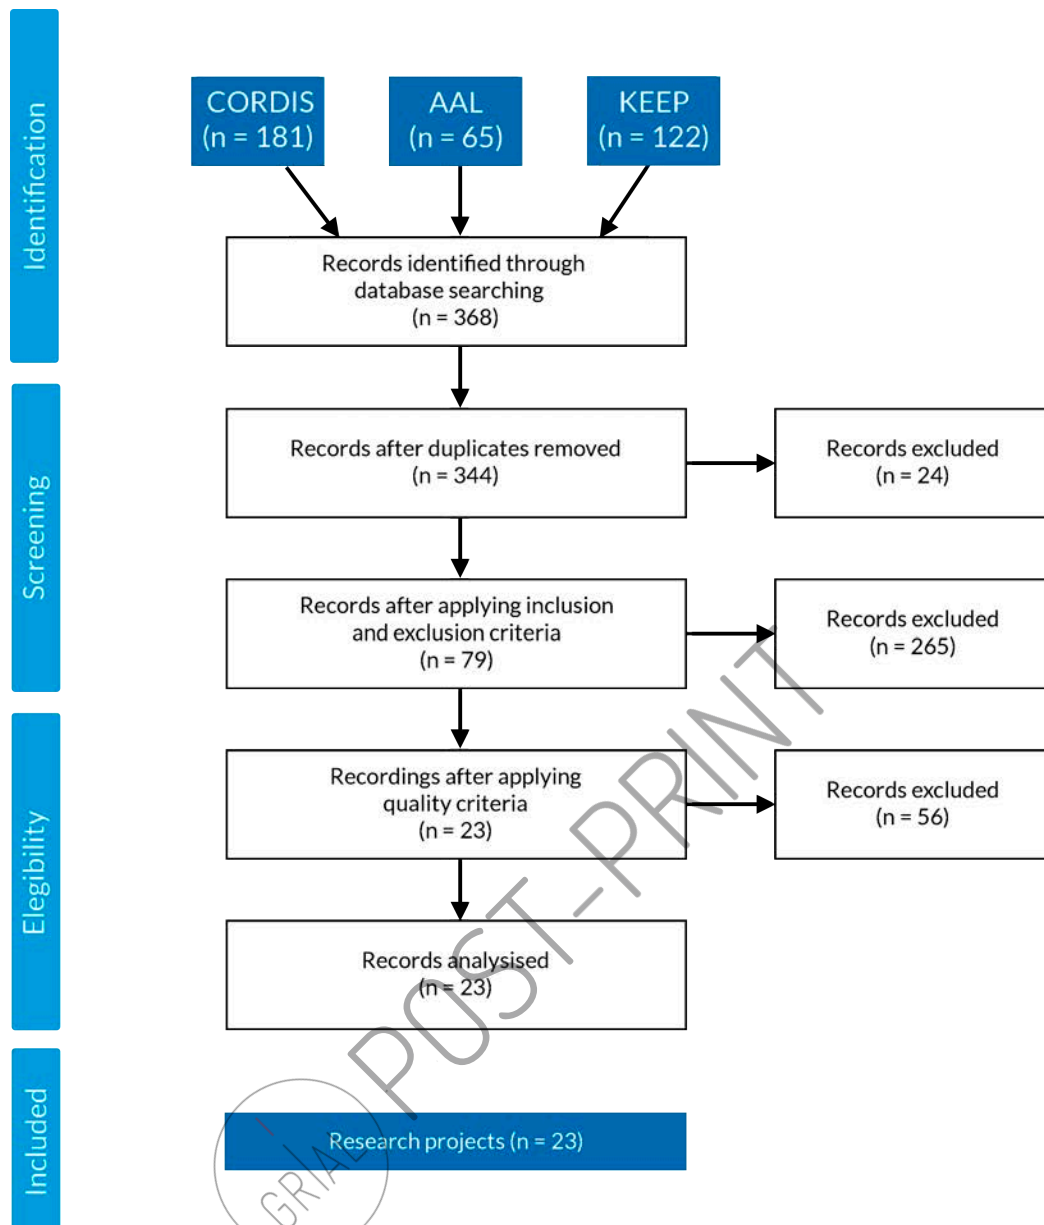 Identification
CORDIS
(n = 181)
AAL
(n = 65)
KEEP
(n = 122)
Records identified through
database searching
(n = 368)
Screening
Records after duplicates removed
(n = 344)
Records excluded
(n = 24)
Records after applying inclusion
and exclusion criteria
(n = 79)
Records excluded
(n = 265)
Elegibility
Recordings after applying
quality criteria
(n = 23)
Records excluded
(n = 56)
Records analysised
(n = 23)
Included
Research projects (n = 23)
GRIAL
POST-PRINT